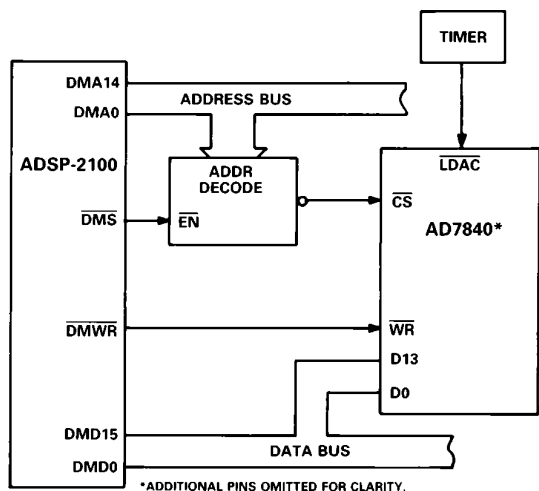 TIMER
DMA14
ADDRESS BUS
DMA0
ADSP-2100
ADDR
DECODE
LDAC
DMS
EN
CS
AD7840*
DMWR
WR
D13
D0
DMD15
DATA BUS
DMD0
*ADDITIONAL PINS OMITTED FOR CLARITY.